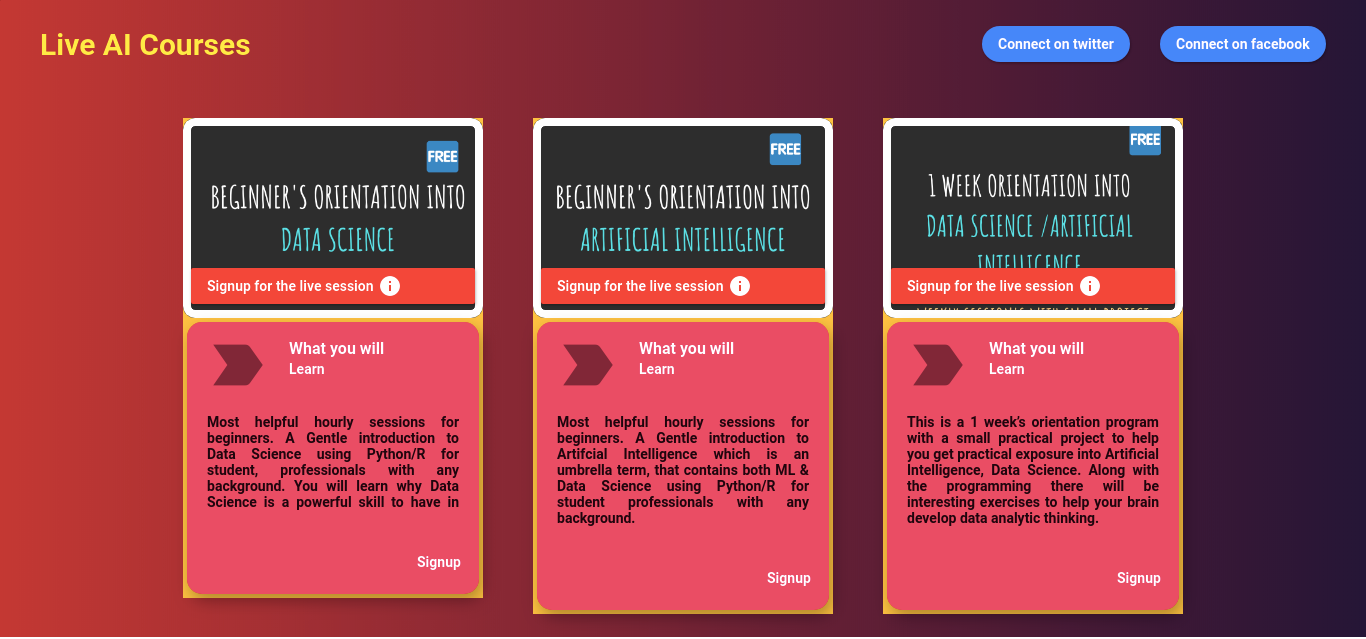 Live AI Courses
Connect on twitter
Connect on facebook
FREE
BEGINNER'S ORIENTATION INTO
DATA SCIENCE
Signup for the live session
What you will
Learn
Most helpful hourly sessions for
beginners. A Gentle introduction to
Data Science using Python/R for
student, professionals with any
background. You will learn why Data
Science is a powerful skill to have in
Signup
FREE
BEGINNER'S ORIENTATION INTO
ARTIFICIAL INTELLIGENCE
Signup for the live session
What you will
Learn
Most helpful hourly sessions for
beginners. A Gentle introduction to
Artifcial Intelligence which is an
umbrella term, that contains both ML &
Data Science using Python/R for
student professionals with any
background.
Signup
FREE
1 WEEK ORIENTATION INTO
DATA SCIENCE /ARTIFICIAL
INTELLIGENCE
Signup for the live session
What you will
Learn
This is a 1 week’s orientation program
with a small practical project to help
you get practical exposure into Artificial
Intelligence, Data Science. Along with
the programming there will be
interesting exercises to help your brain
develop data analytic thinking.
Signup